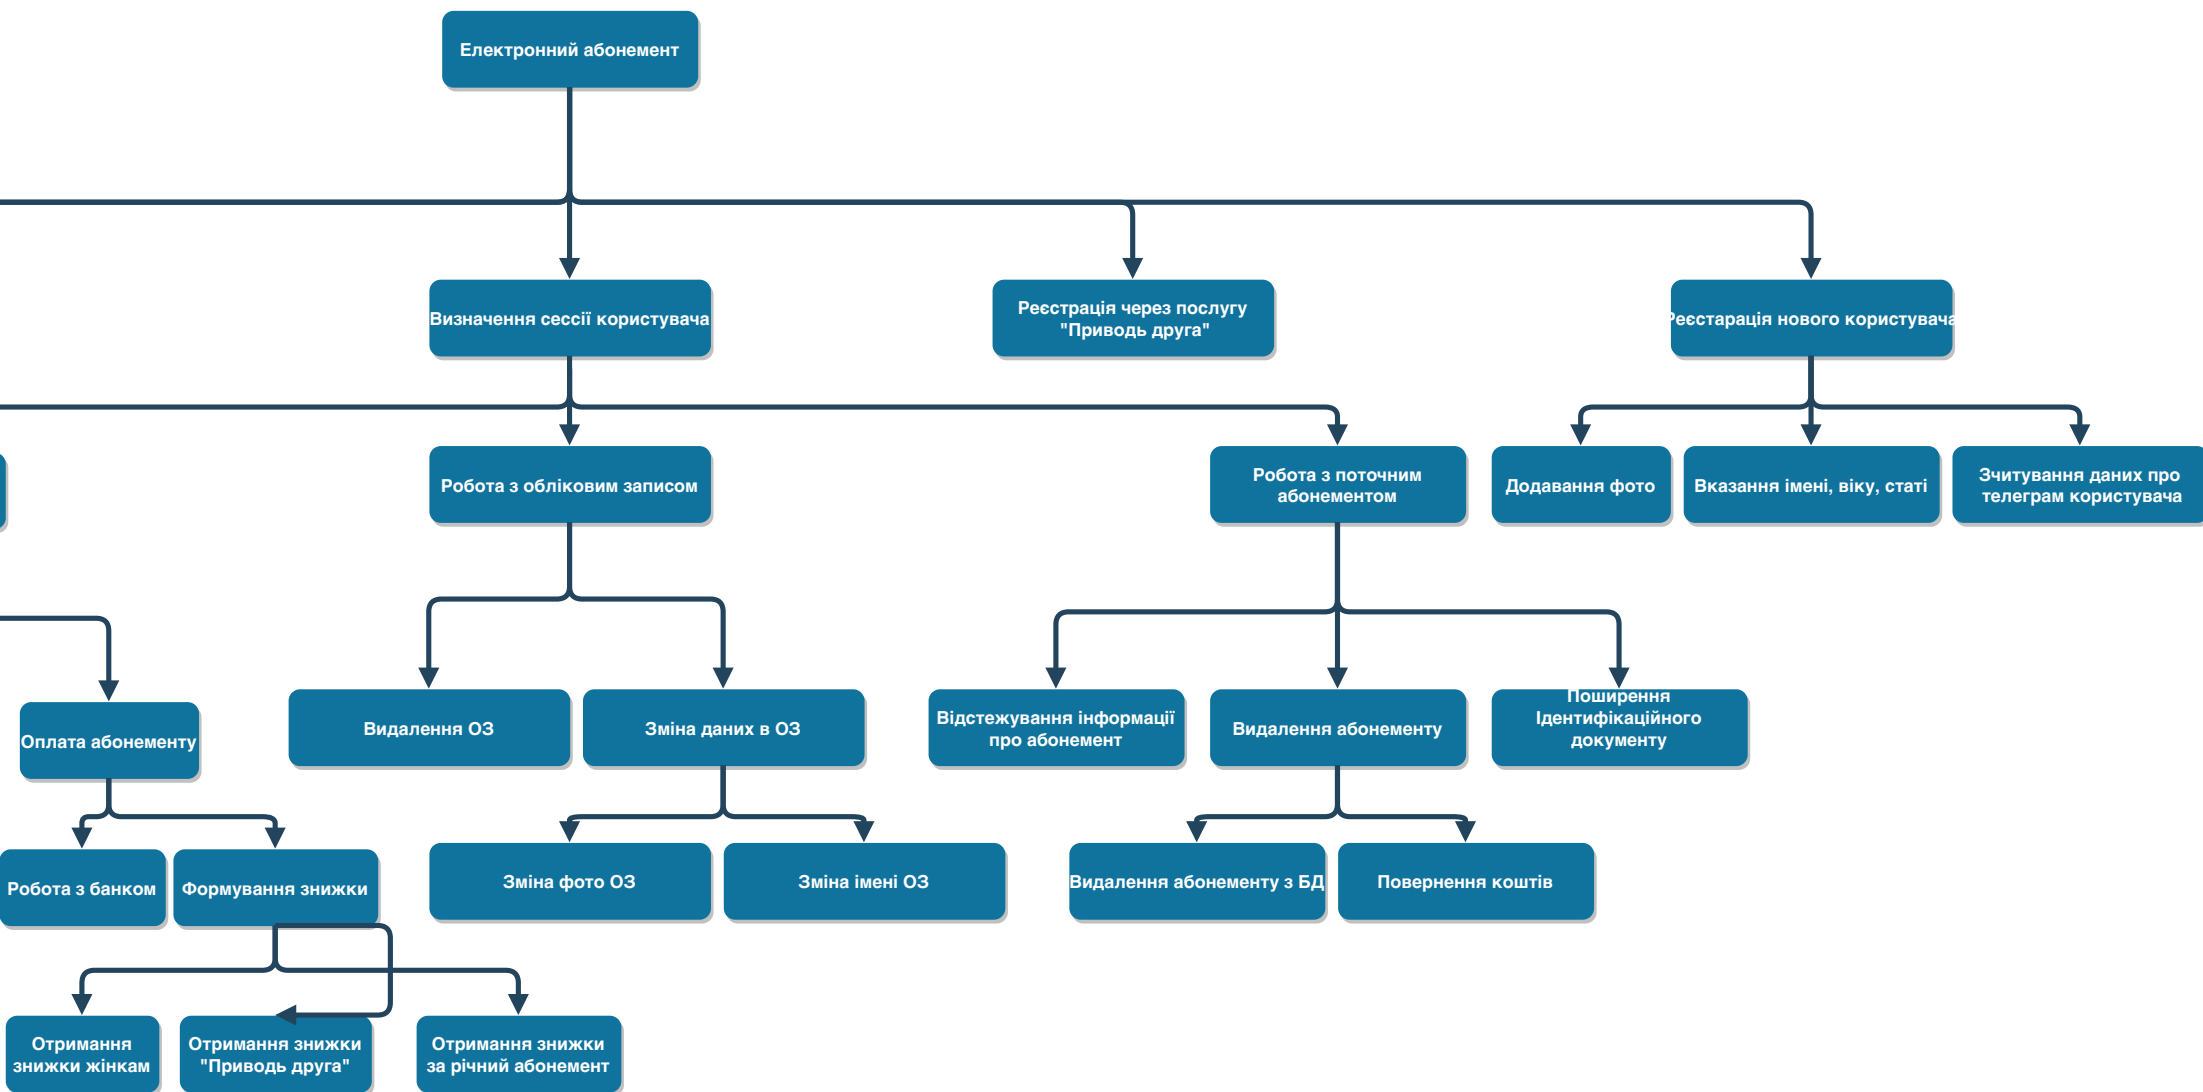 Електронний абонемент
Визначення сессії користувача
Реєстрація через послугу
"Приводь друга"
Реєстарація нового користувача
Робота з обліковим записом
Робота з поточним
абонементом
Додавання фото
Вказання імені, віку, статі
Зчитування даних про
телеграм користувача
Оплата абонементу
Видалення ОЗ
Зміна даних в ОЗ
Відстежування інформації
про абонемент
Видалення абонементу
Поширення
Ідентифікаційного
документу
Робота з банком
Формування знижки
Зміна фото ОЗ
Зміна імені ОЗ
Видалення абонементу з БД
Повернення коштів
Отримання
знижки жінкам
Отримання знижки
"Приводь друга"
Отримання знижки
за річний абонемент